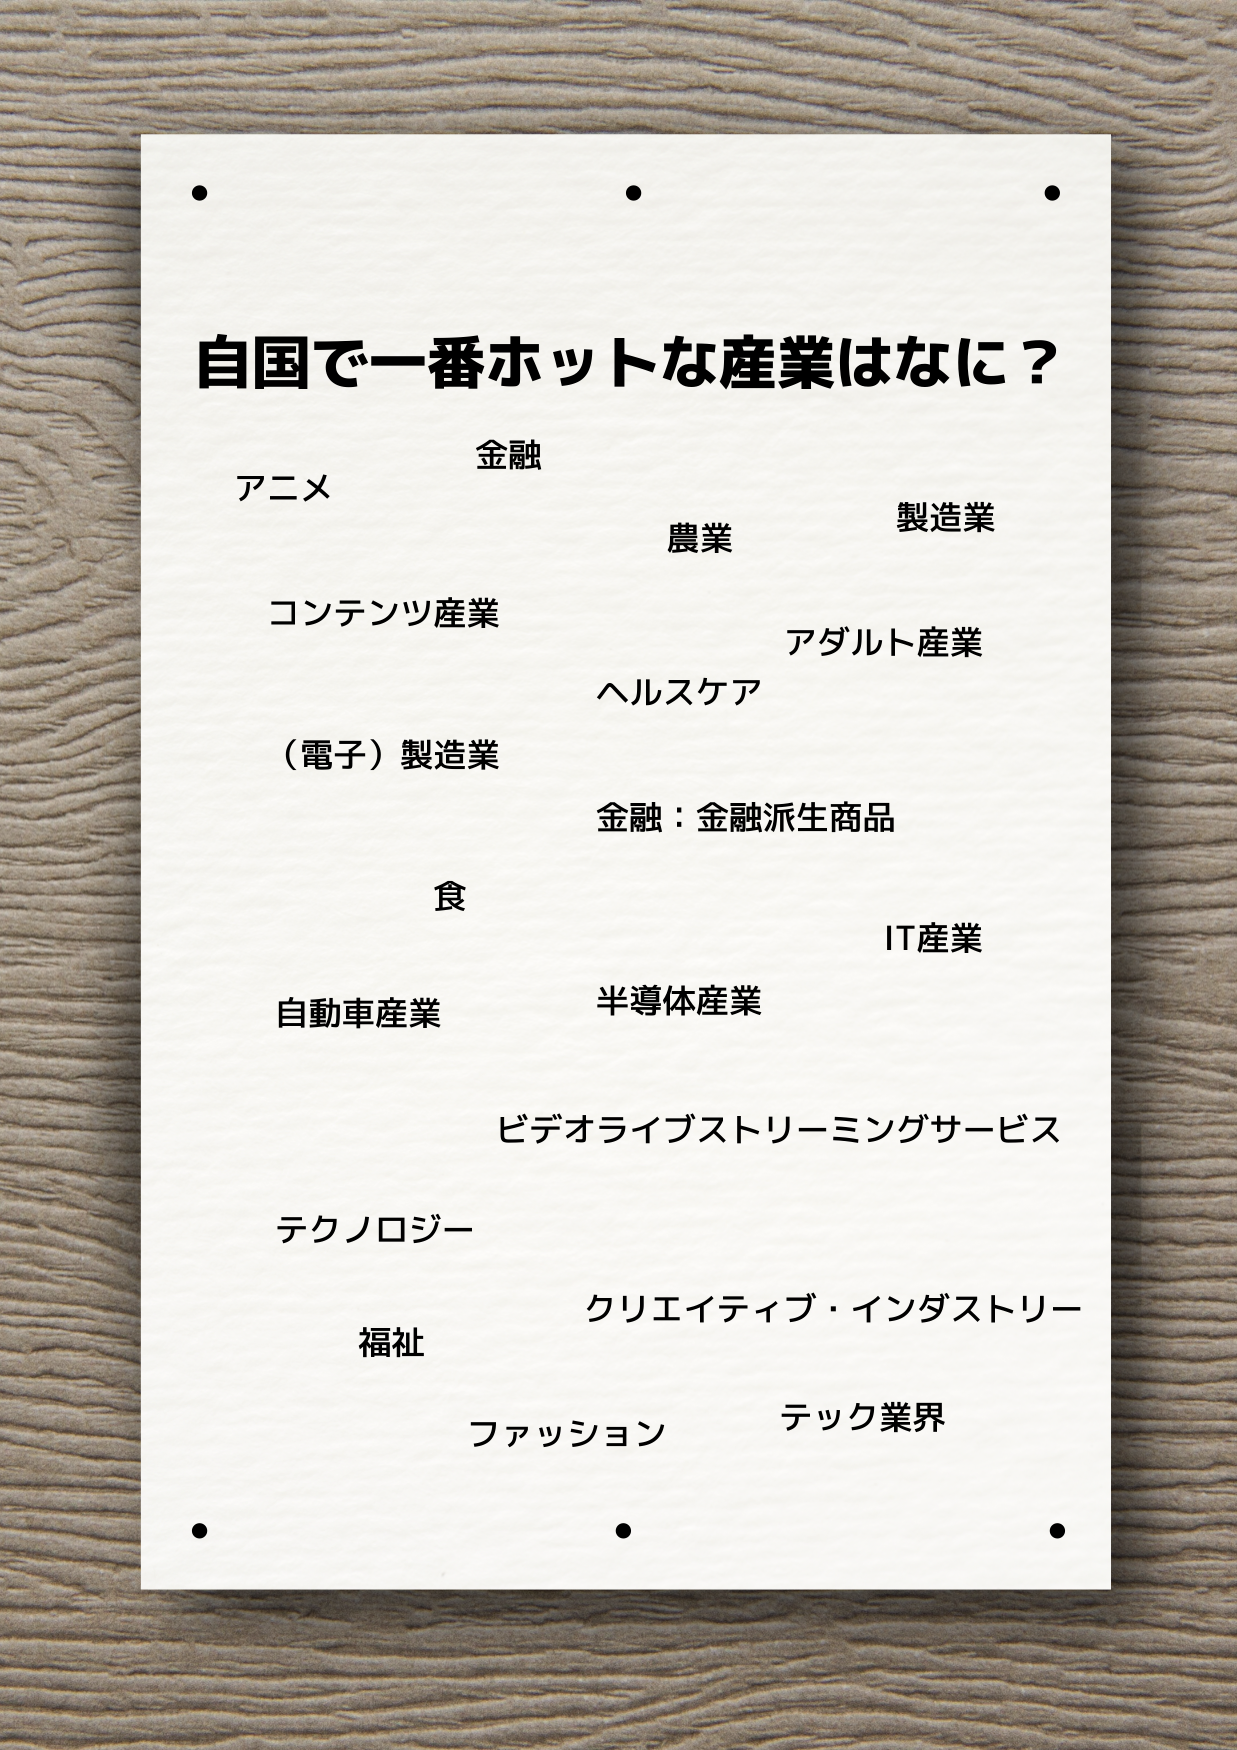 自国で一番ホットな産業はなに？
金融
アニメ
製造業
農業
コンテンツ産業
アダルト産業
ヘルスケア
（電子）製造業
金融：金融派生商品
食
IT産業
半導体産業
自動車産業
ビデオライブストリーミングサービス
テクノロジー
クリエイティブ・インダストリー
福祉
テック業界
ファッション